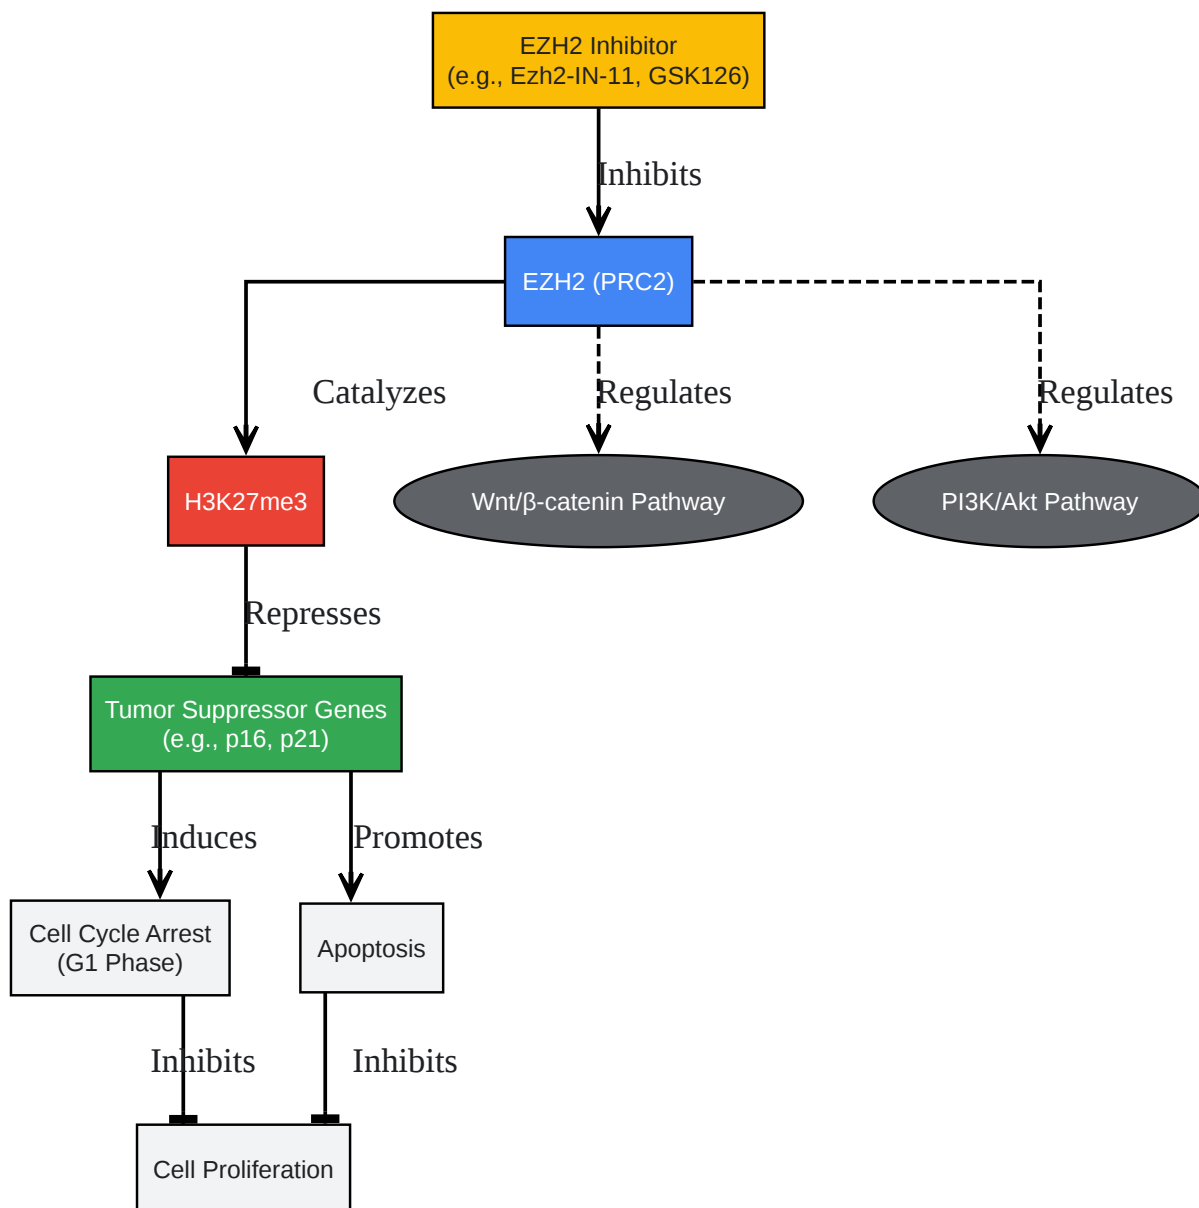 EZH2 Inhibitor
(e.g., Ezh2-IN-11, GSK126)
Inhibits
EZH2 (PRC2)
Catalyzes
Regulates
Regulates
H3K27me3
Wnt/β-catenin Pathway
PI3K/Akt Pathway
Represses
Tumor Suppressor Genes
(e.g., p16, p21)
Induces
Promotes
Cell Cycle Arrest
(G1 Phase)
Apoptosis
Inhibits
Inhibits
Cell Proliferation